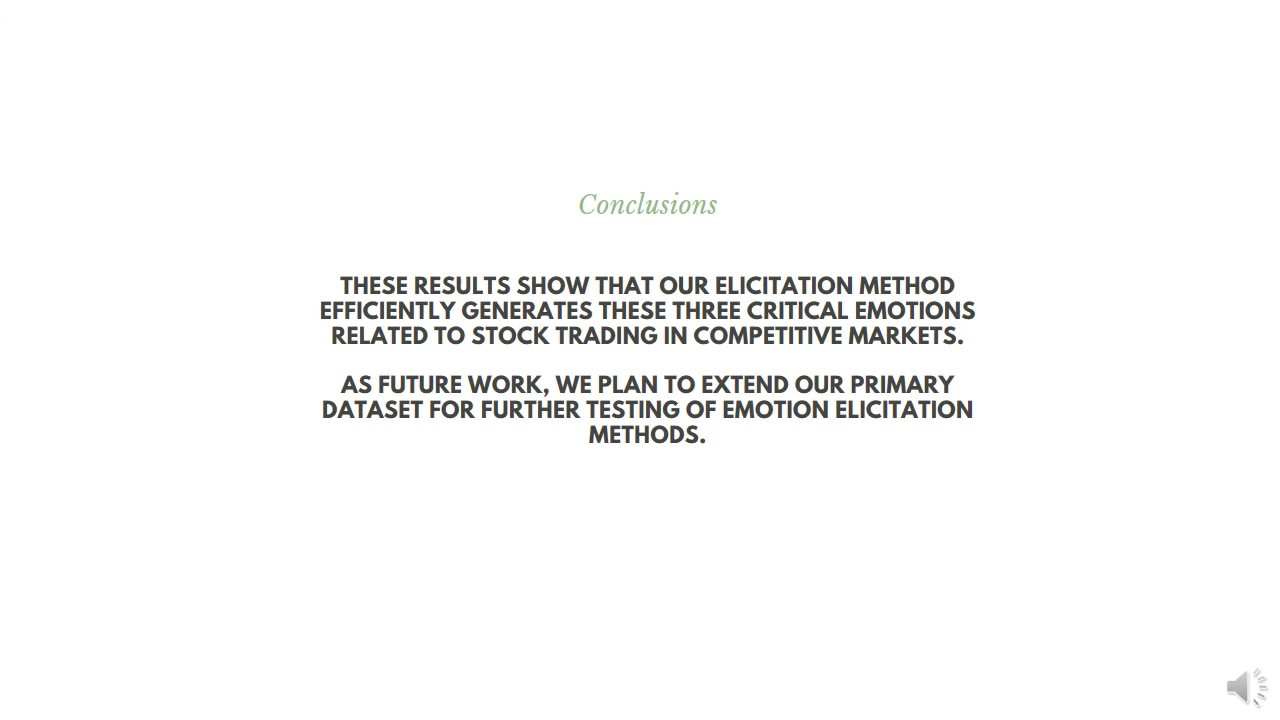 Conclusions
THESE RESULTS SHOW THAT OUR ELICITATION METHOD
EFFICIENTLY GENERATES THESE THREE CRITICAL EMOTIONS
RELATED TO STOCK TRADING IN COMPETITIVE MARKETS.
AS FUTURE WORK, WE PLAN TO EXTEND OUR PRIMARY
DATASET FOR FURTHER TESTING OF EMOTION ELICITATION
METHODS.